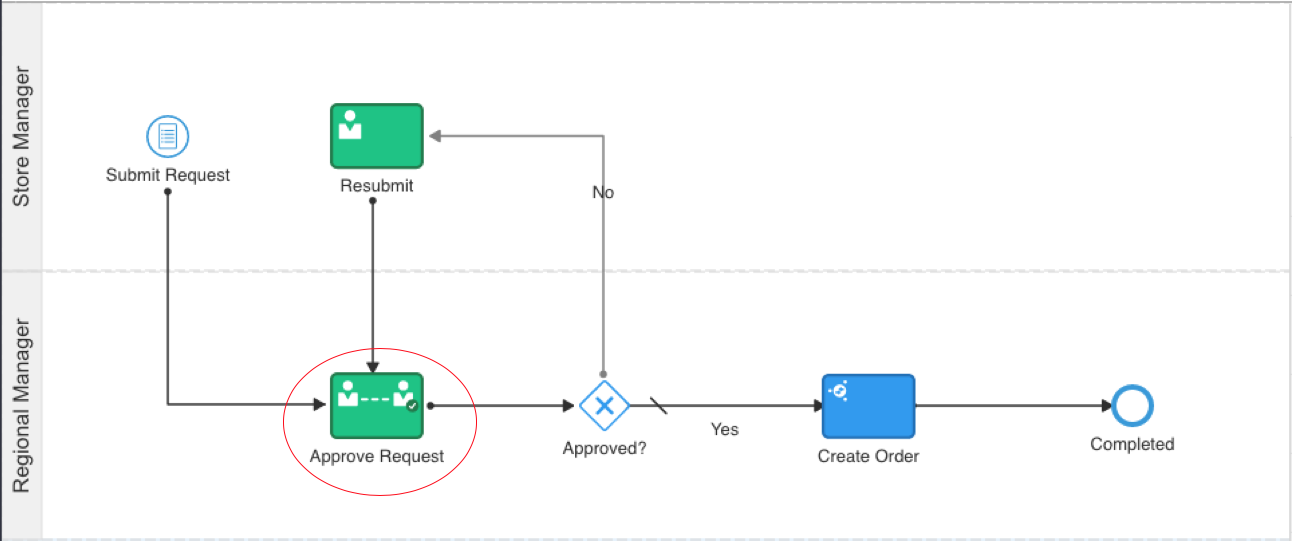 Store Manager
Submit Request
Resubmit
No
Regional Manager
Approve Request
Approved?
Yes
Create Order
Completed